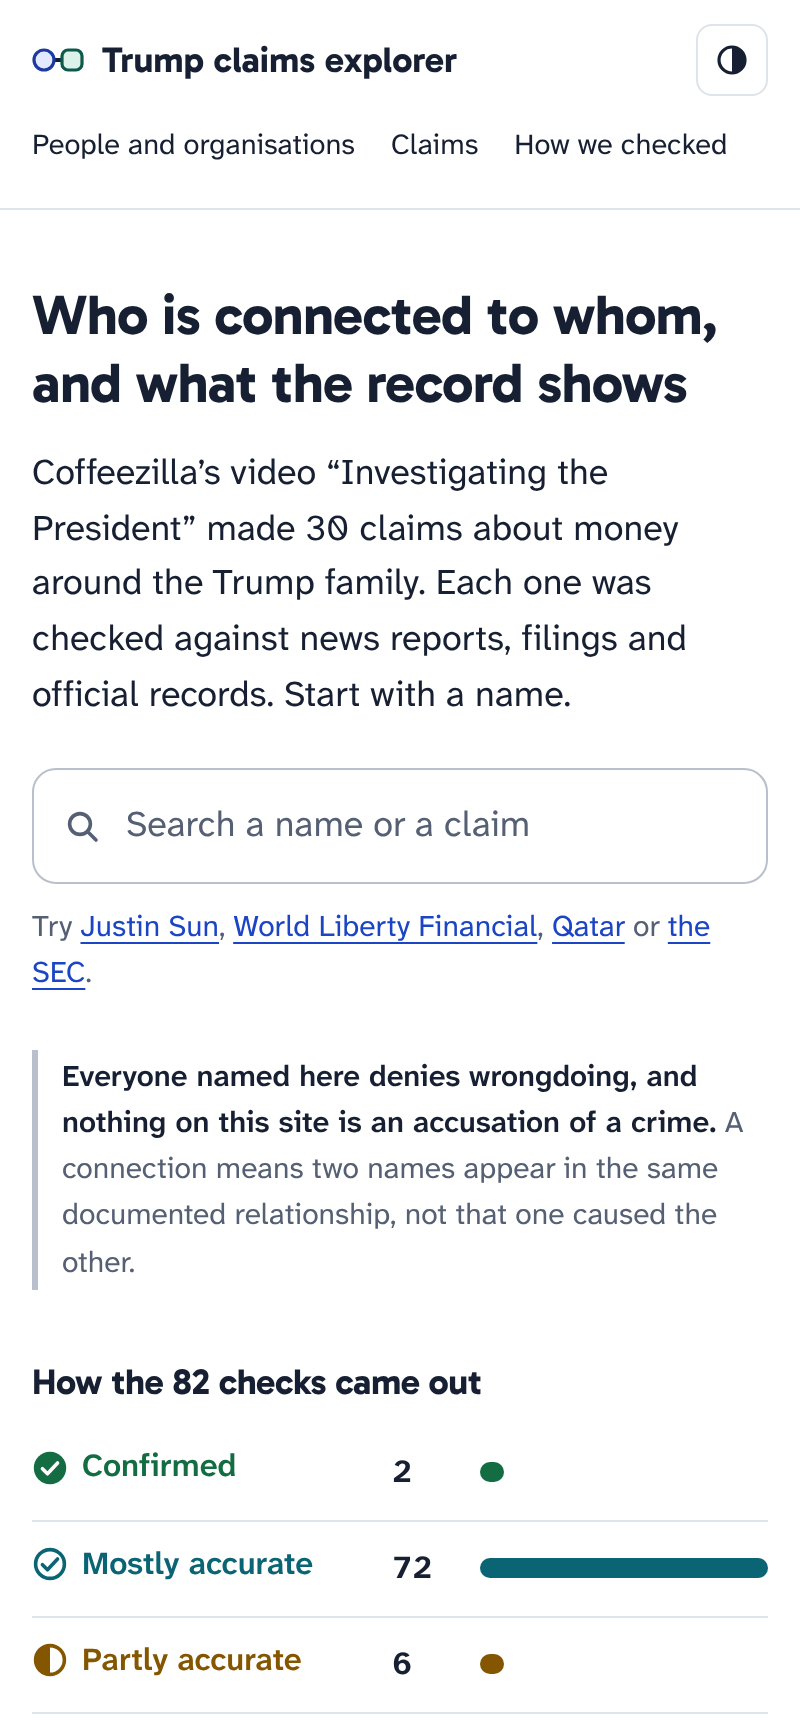 Trump claims explorer
People and organisations Claims How we checked
Who is connected to whom,
and what the record shows
Coffeezilla’s video “Investigating the
President” made 30 claims about money
around the Trump family. Each one was
checked against news reports, filings and
official records. Start with a name.
Search a name or a claim
Try Justin Sun, World Liberty Financial, Qatar or the
SEC.
Everyone named here denies wrongdoing, and
nothing on this site is an accusation of a crime. A
connection means two names appear in the same
documented relationship, not that one caused the
other.
How the 82 checks came out
Confirmed 2
Mostly accurate 72
Partly accurate 6